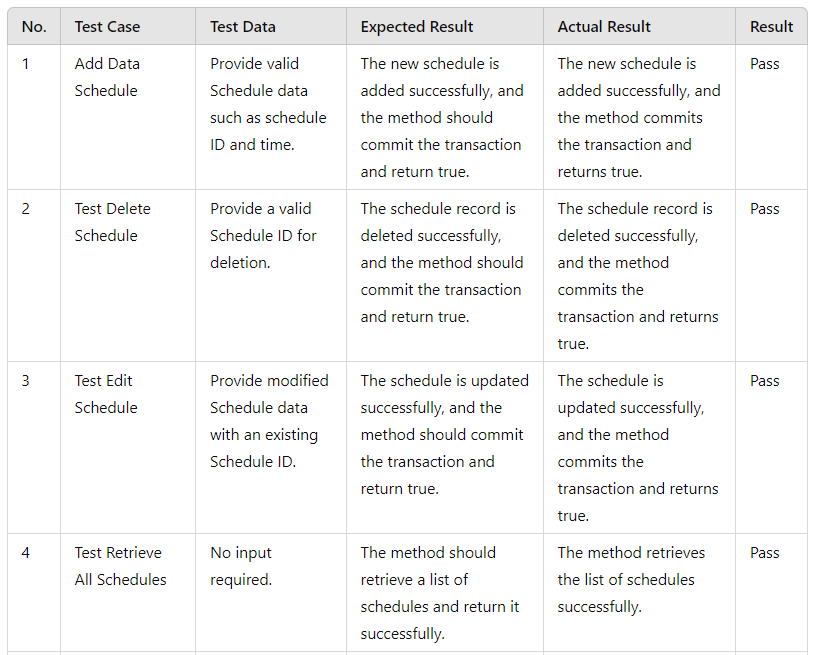 No. Test Case Test Data Expected Result Actual Result Result
1 Add Data Provide valid The new schedule is The new schedule is Pass
Schedule Schedule data added successfully, and added successfully, and
such as schedule the method should the method commits
ID and time. commit the transaction the transaction and
and return true. returns true.
2 Test Delete Provide a valid The schedule record is The schedule record is Pass
Schedule Schedule ID for deleted successfully, deleted successfully,
deletion. and the method should and the method
commit the transaction commits the
and return true. transaction and returns
true.
3 Test Edit Provide modified The schedule is updated The schedule is Pass
Schedule Schedule data successfully, and the updated successfully,
with an existing method should commit and the method
Schedule ID. the transaction and commits the
return true. transaction and returns
true.
4 Test Retrieve No input The method should The method retrieves Pass
All Schedules required. retrieve a list of the list of schedules
schedules and return it successfully.
successfully.